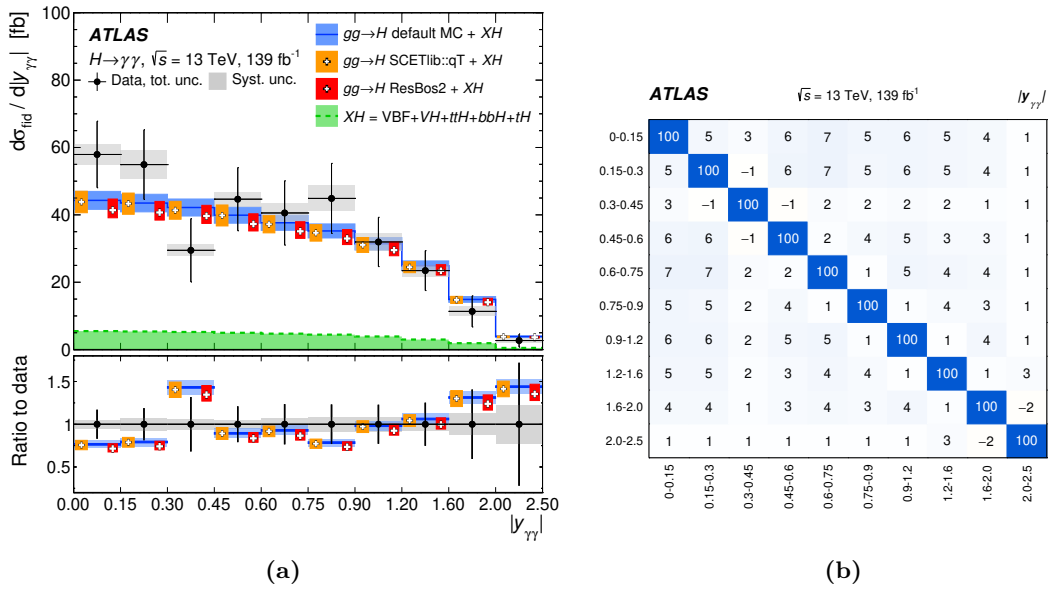 ATLAS
H→γγ, √s = 13 TeV, 139 fb⁻¹
Data, tot. unc. Syst. unc.
gg→H default MC + XH
gg→H SCETlib::qT + XH
gg→H ResBos2 + XH
XH = VBF+VH+ttH+bbH+tH
dσ_fid / d|y_γγ| [fb]
100
80
60
40
20
0
Ratio to data
1.5
1
0.5
0.00 0.15 0.30 0.45 0.60 0.75 0.90 1.20 1.60 2.00 2.50
|y_γγ|
(a)
ATLAS √s = 13 TeV, 139 fb⁻¹ |y_γγ|
0-0.15 100 5 3 6 7 5 6 5 4 1
0.15-0.3 5 100 −1 6 7 5 6 5 4 1
0.3-0.45 3 −1 100 −1 2 2 2 2 1 1
0.45-0.6 6 6 −1 100 2 4 5 3 3 1
0.6-0.75 7 7 2 2 100 1 5 4 4 1
0.75-0.9 5 5 2 4 1 100 1 4 3 1
0.9-1.2 6 6 2 5 5 1 100 1 4 1
1.2-1.6 5 5 2 3 4 4 1 100 1 3
1.6-2.0 4 4 1 3 4 3 4 1 100 −2
2.0-2.5 1 1 1 1 1 1 1 3 −2 100
0-0.15 0.15-0.3 0.3-0.45 0.45-0.6 0.6-0.75 0.75-0.9 0.9-1.2 1.2-1.6 1.6-2.0 2.0-2.5
(b)